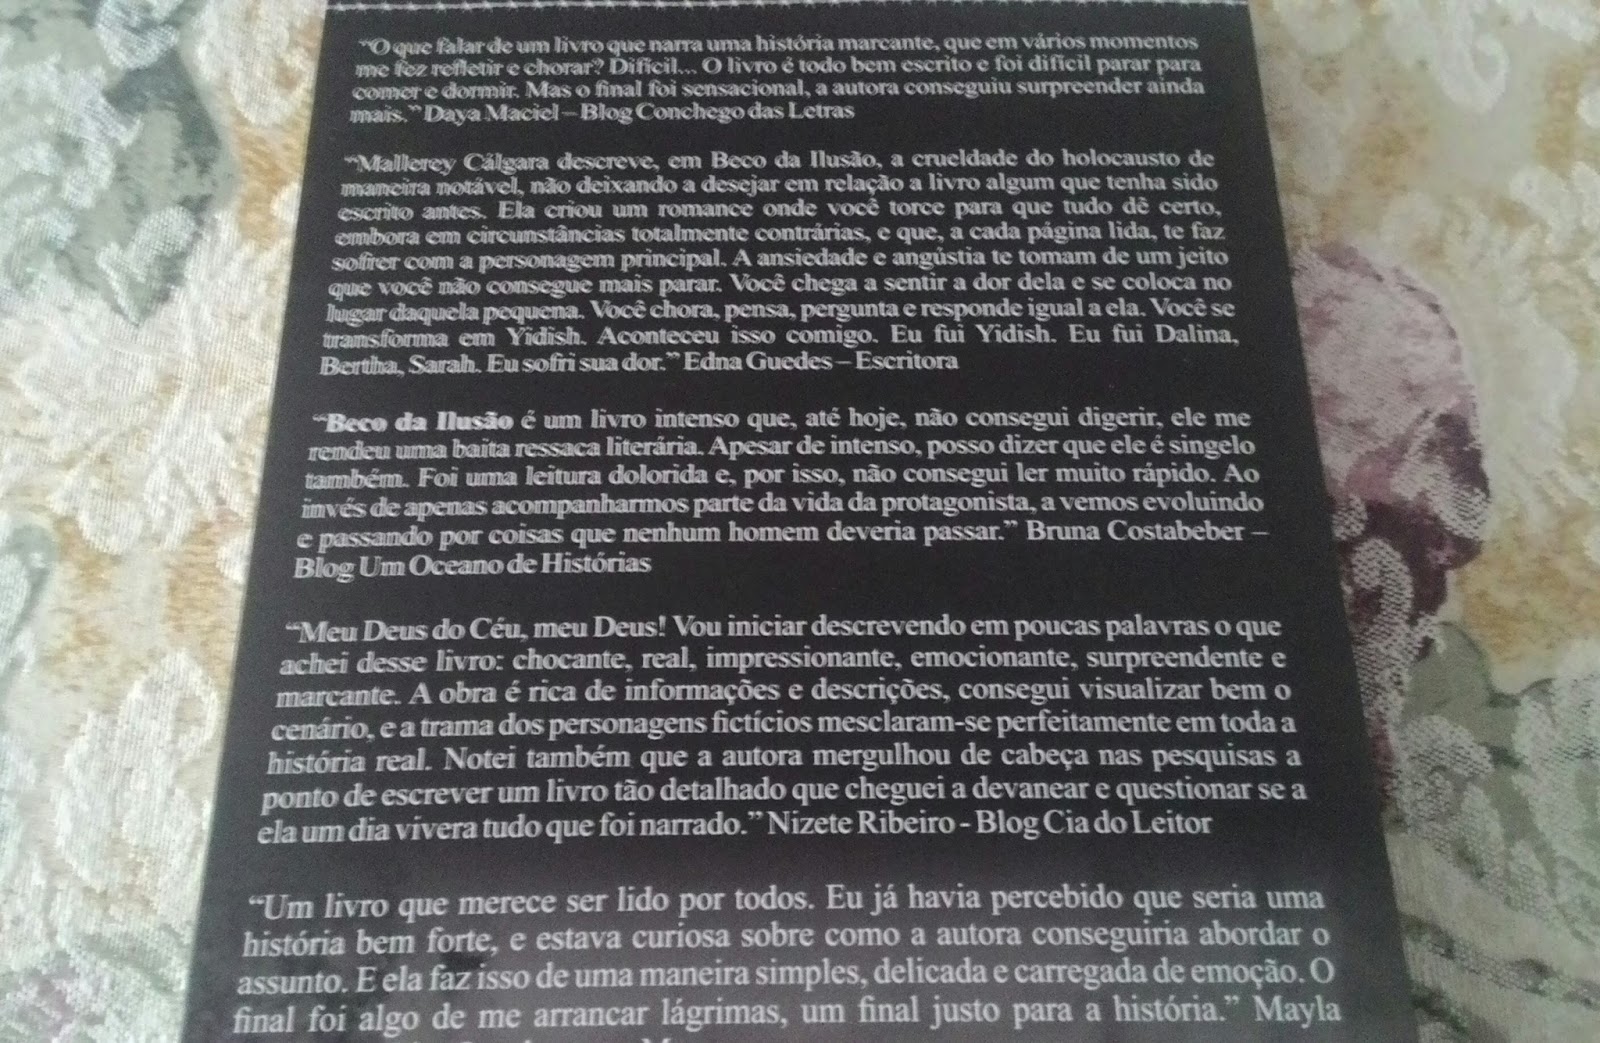 “O que falar de um livro que narra uma história marcante, que em vários momentos
me fez refletir e chorar? Difícil... O livro é todo bem escrito e foi difícil parar para
comer e dormir. Mas o final foi sensacional, a autora conseguiu surpreender ainda
mais.” Daya Maciel – Blog Conchego das Letras
“Mallerey Cálgara descreve, em Beco da Ilusão, a crueldade do holocausto de
maneira notável, não deixando a desejar em relação a livro algum que tenha sido
escrito antes. Ela criou um romance onde você torce para que tudo dê certo,
embora em circunstâncias totalmente contrárias, e que, a cada página lida, te faz
sofrer com a personagem principal. A ansiedade e angústia te tomam de um jeito
que você não consegue mais parar. Você chega a sentir a dor dela e se coloca no
lugar daquela pequena. Você chora, pensa, pergunta e responde igual a ela. Você se
transforma em Yidish. Aconteceu isso comigo. Eu fui Yidish. Eu fui Dalina,
Bertha, Sarah. Eu sofri sua dor.” Edna Guedes – Escritora
“Beco da Ilusão é um livro intenso que, até hoje, não consegui digerir, ele me
rendeu uma baita ressaca literária. Apesar de intenso, posso dizer que ele é singelo
também. Foi uma leitura dolorida e, por isso, não consegui ler muito rápido. Ao
invés de apenas acompanharmos parte da vida da protagonista, a vemos evoluindo
e passando por coisas que nenhum homem deveria passar.” Bruna Costabeber –
Blog Um Oceano de Histórias
“Meu Deus do Céu, meu Deus! Vou iniciar descrevendo em poucas palavras o que
achei desse livro: chocante, real, impressionante, emocionante, surpreendente e
marcante. A obra é rica de informações e descrições, consegui visualizar bem o
cenário, e a trama dos personagens fictícios mesclaram-se perfeitamente em toda a
história real. Notei também que a autora mergulhou de cabeça nas pesquisas a
ponto de escrever um livro tão detalhado que cheguei a devanear e questionar se a
ela um dia vivera tudo que foi narrado.” Nizete Ribeiro - Blog Cia do Leitor
“Um livro que merece ser lido por todos. Eu já havia percebido que seria uma
história bem forte, e estava curiosa sobre como a autora conseguiria abordar o
assunto. E ela faz isso de uma maneira simples, delicada e carregada de emoção. O
final foi algo de me arrancar lágrimas, um final justo para a história.” Mayla